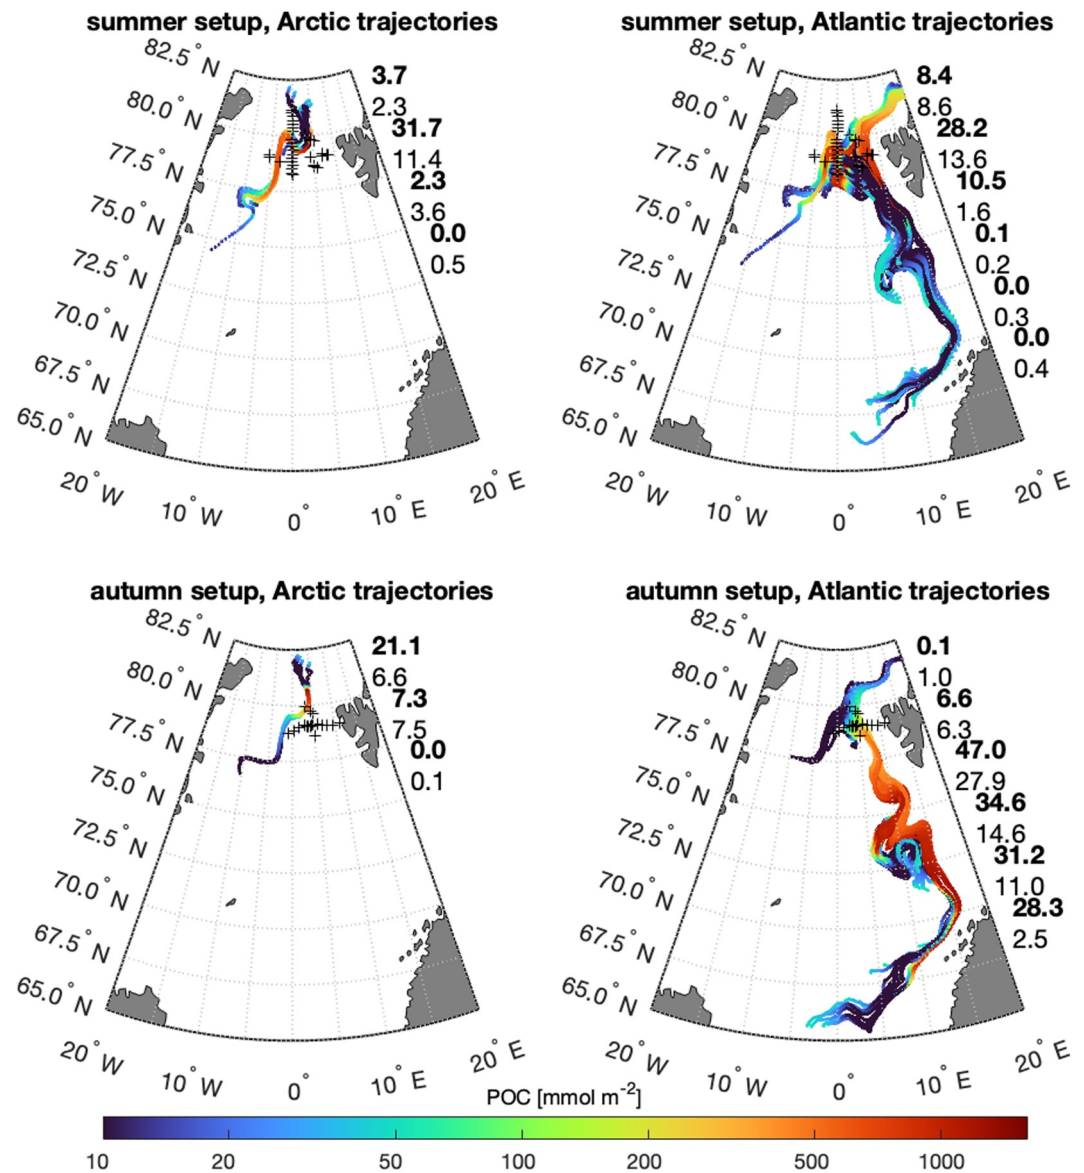 summer setup, Arctic trajectories
82.5° N
80.0° N
77.5° N
75.0° N
72.5° N
70.0° N
67.5° N
65.0° N
20° W
10° W
0°
10° E
20° E
3.7
2.3
31.7
11.4
2.3
3.6
0.0
0.5
summer setup, Atlantic trajectories
82.5° N
80.0° N
77.5° N
75.0° N
72.5° N
70.0° N
67.5° N
65.0° N
20° W
10° W
0°
10° E
20° E
8.4
8.6
28.2
13.6
10.5
1.6
0.1
0.2
0.0
0.3
0.0
0.4
autumn setup, Arctic trajectories
82.5° N
80.0° N
77.5° N
75.0° N
72.5° N
70.0° N
67.5° N
65.0° N
20° W
10° W
0°
10° E
20° E
21.1
6.6
7.3
7.5
0.0
0.1
autumn setup, Atlantic trajectories
82.5° N
80.0° N
77.5° N
75.0° N
72.5° N
70.0° N
67.5° N
65.0° N
20° W
10° W
0°
10° E
20° E
0.1
1.0
6.6
6.3
47.0
27.9
34.6
14.6
31.2
11.0
28.3
2.5
POC [mmol m⁻²]
10 20 50 100 200 500 1000